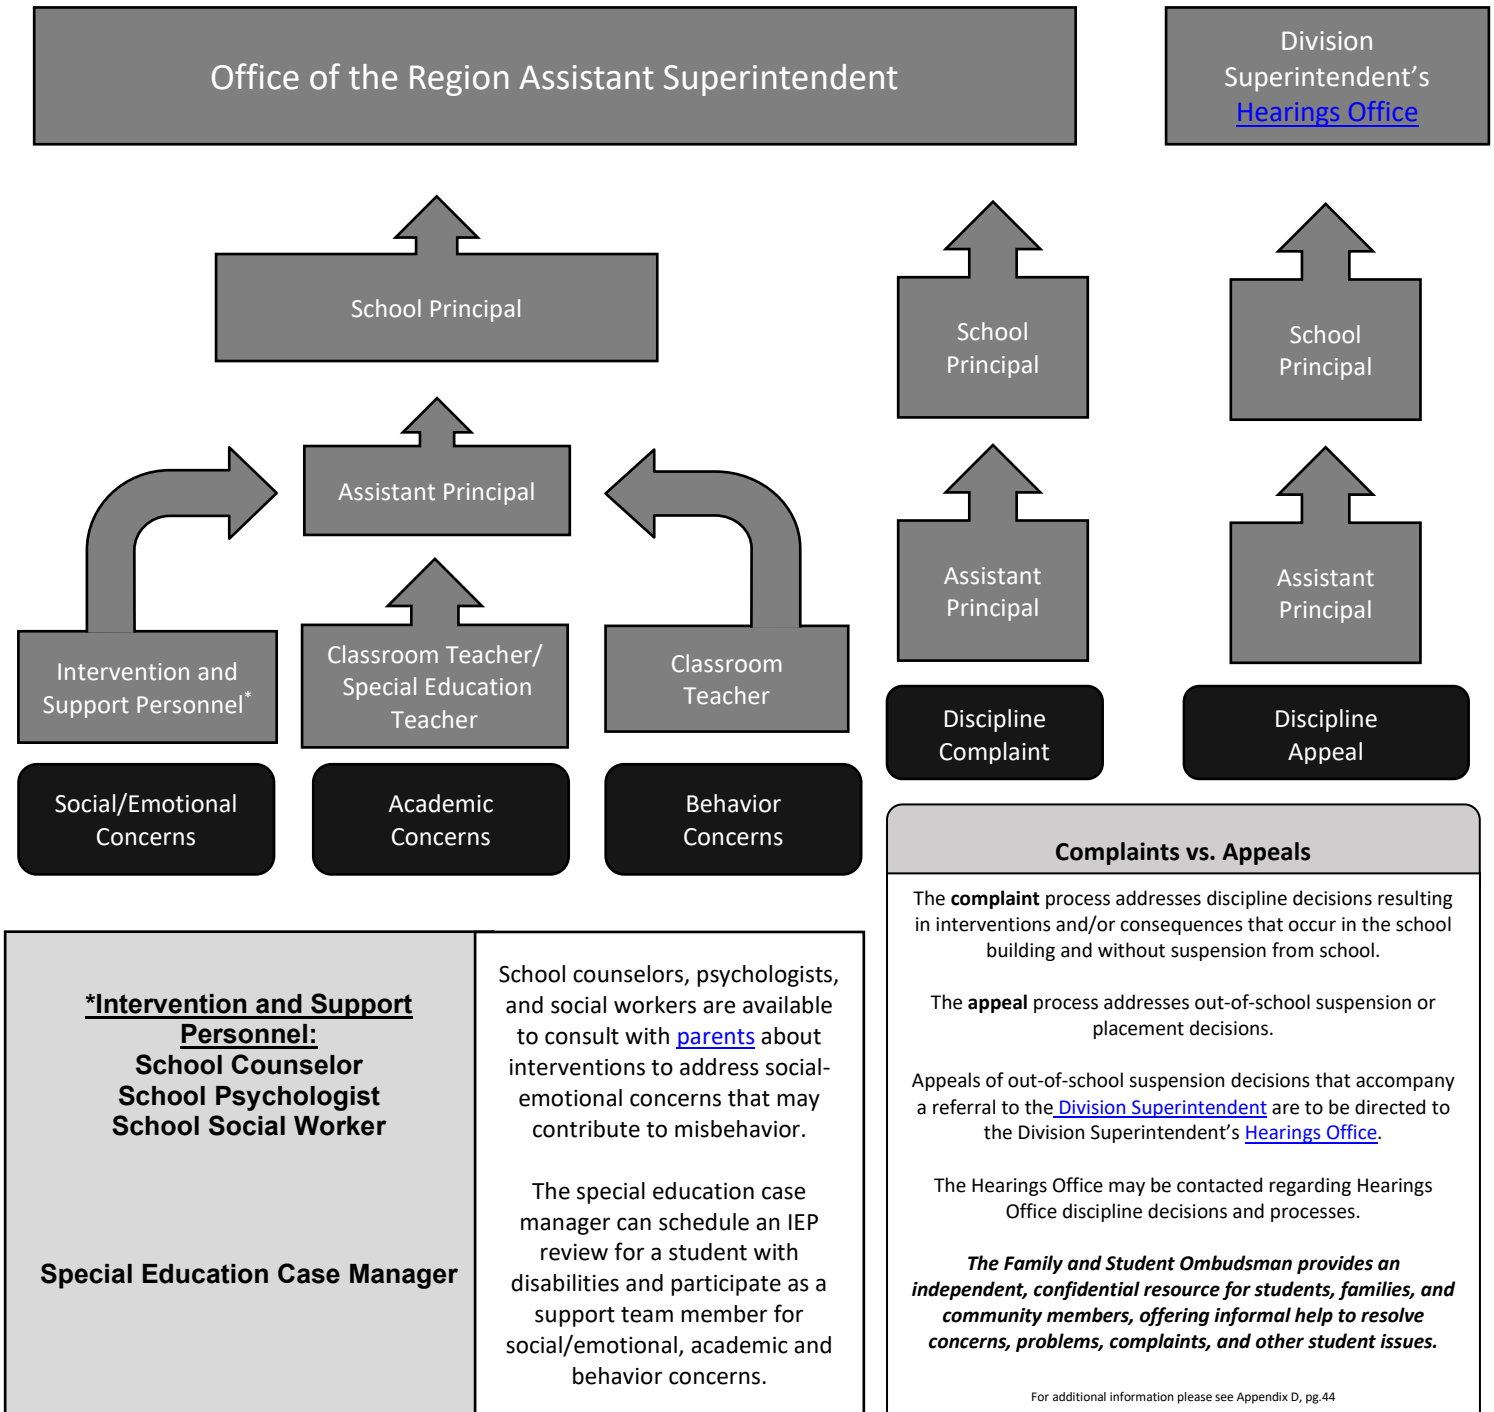 Office of the Region Assistant Superintendent
Division
Superintendent’s
Hearings Office
School Principal
School
Principal
School
Principal
Assistant Principal
Assistant
Principal
Assistant
Principal
Intervention and
Support Personnel*
Classroom Teacher/
Special Education
Teacher
Classroom
Teacher
Discipline
Complaint
Discipline
Appeal
Social/Emotional
Concerns
Academic
Concerns
Behavior
Concerns
*Intervention and Support
Personnel:
School Counselor
School Psychologist
School Social Worker
Special Education Case Manager
School counselors, psychologists,
and social workers are available
to consult with parents about
interventions to address social-
emotional concerns that may
contribute to misbehavior.
The special education case
manager can schedule an IEP
review for a student with
disabilities and participate as a
support team member for
social/emotional, academic and
behavior concerns.
Complaints vs. Appeals
The complaint process addresses discipline decisions resulting
in interventions and/or consequences that occur in the school
building and without suspension from school.
The appeal process addresses out-of-school suspension or
placement decisions.
Appeals of out-of-school suspension decisions that accompany
a referral to the Division Superintendent are to be directed to
the Division Superintendent’s Hearings Office.
The Hearings Office may be contacted regarding Hearings
Office discipline decisions and processes.
The Family and Student Ombudsman provides an
independent, confidential resource for students, families, and
community members, offering informal help to resolve
concerns, problems, complaints, and other student issues.
For additional information please see Appendix D, pg.44